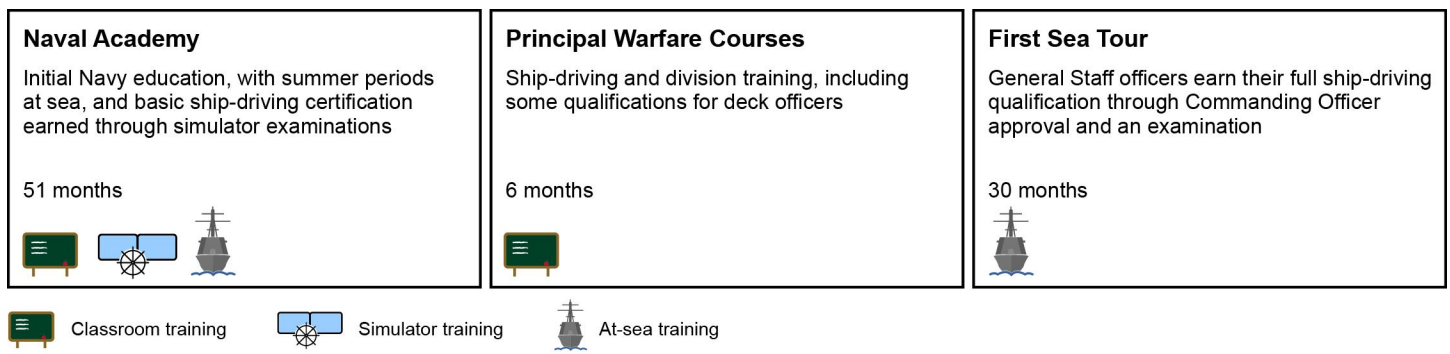 Naval Academy
Initial Navy education, with summer periods
at sea, and basic ship-driving certification
earned through simulator examinations
51 months
Principal Warfare Courses
Ship-driving and division training, including
some qualifications for deck officers
6 months
First Sea Tour
General Staff officers earn their full ship-driving
qualification through Commanding Officer
approval and an examination
30 months
Classroom training
Simulator training
At-sea training